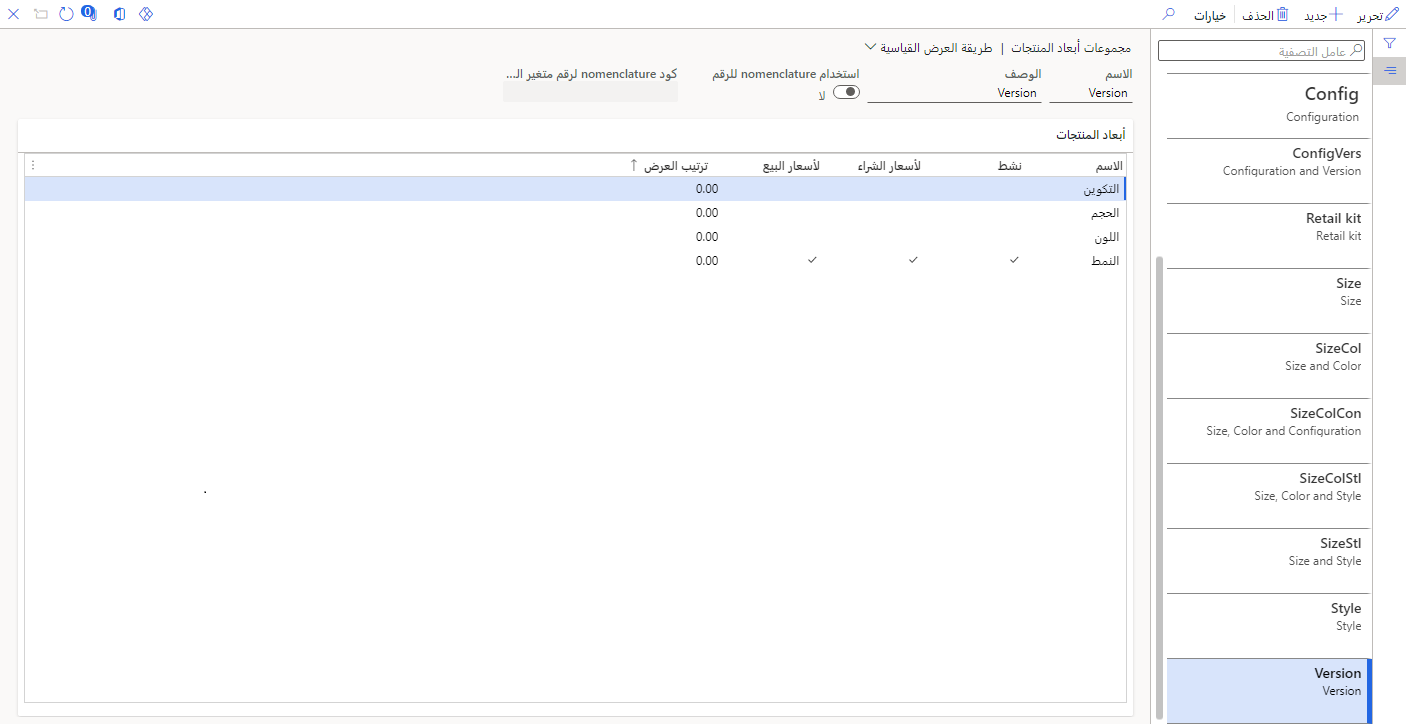 تحرير
جديد
الحذف
خيارات
0
عامل التصفية
Config
Configuration
ConfigVers
Configuration and Version
Retail kit
Retail kit
Size
Size
SizeCol
Size and Color
SizeColCon
Size, Color and Configuration
SizeColStl
Size, Color and Style
SizeStl
Size and Style
Style
Style
Version
Version
مجموعات أبعاد المنتجات | طريقة العرض القياسية
الاسم
Version
الوصف
Version
استخدام nomenclature للرقم
لا
كود nomenclature لرقم متغير ال...
أبعاد المنتجات
الاسم نشط لأسعار الشراء لأسعار البيع ترتيب العرض ↑
التكوين 0.00
الحجم 0.00
اللون 0.00
النمط ✓ ✓ ✓ 0.00